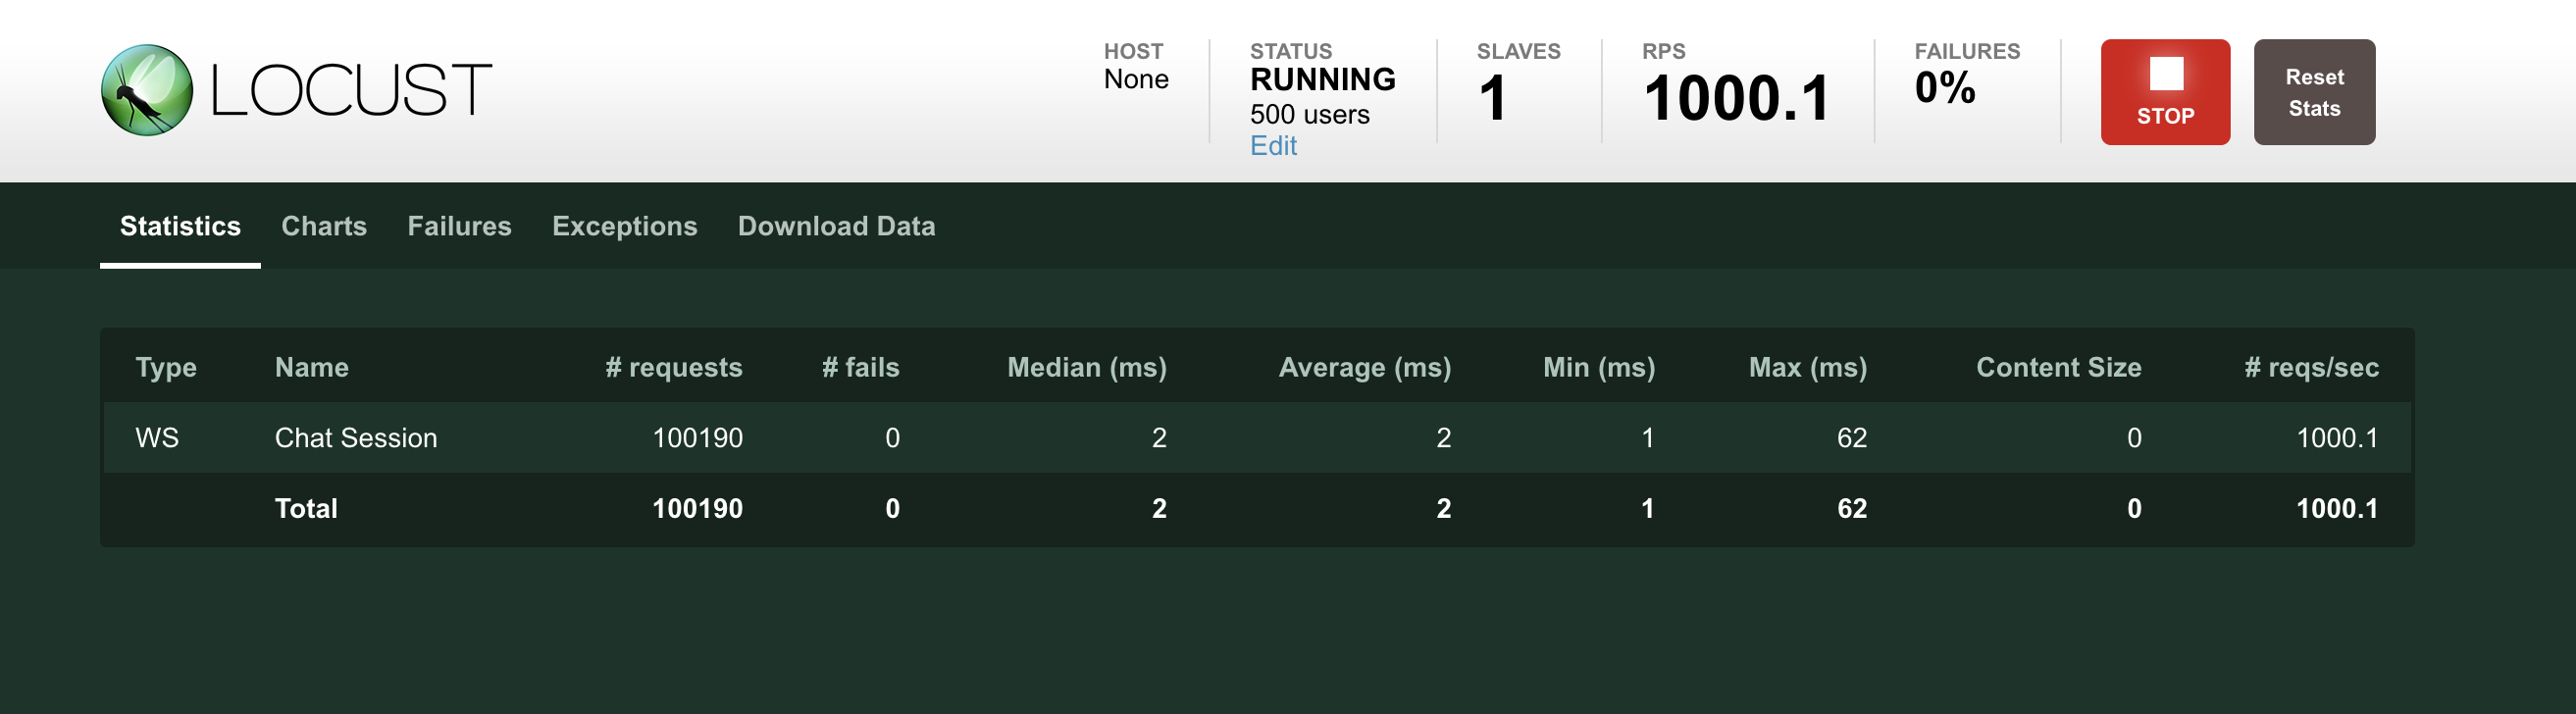 LOCUST
HOST
None
STATUS
RUNNING
500 users
Edit
SLAVES
1
RPS
1000.1
FAILURES
0%
STOP
Reset
Stats
Statistics Charts Failures Exceptions Download Data
Type Name # requests # fails Median (ms) Average (ms) Min (ms) Max (ms) Content Size # reqs/sec
WS Chat Session 100190 0 2 2 1 62 0 1000.1
Total 100190 0 2 2 1 62 0 1000.1